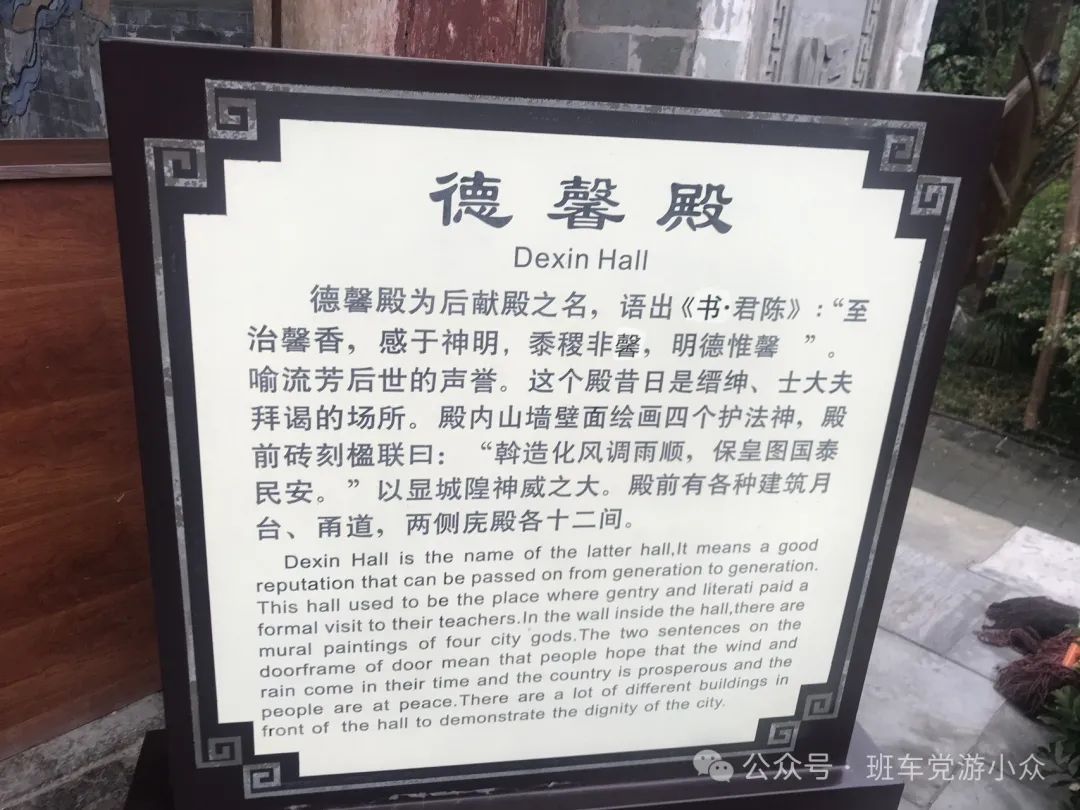 德馨殿
Dexin Hall
德馨殿为后献殿之名，语出《书·君陈》：“至
治馨香，感于神明，黍稷非馨，明德惟馨 ”。
喻流芳后世的声誉。这个殿昔日是缙绅、士大夫
拜谒的场所。殿内山墙壁面绘画四个护法神，殿
前砖刻楹联曰： “斡造化风调雨顺，保皇图国泰
民安。”以显城隍神威之大。殿前有各种建筑月
台、甬道，两侧庑殿各十二间。
Dexin Hall is the name of the latter hall,It means a good
reputation that can be passed on from generation to generation.
This hall used to be the place where gentry and literati paid a
formal visit to their teachers.In the wall inside the hall,there are
mural paintings of four city gods.The two sentences on the
doorframe of door mean that people hope that the wind and
rain come in their time and the country is prosperous and the
people are at peace.There are a lot of different buildings in
front of the hall to demonstrate the dignity of the city.
公众号·班车党游小众